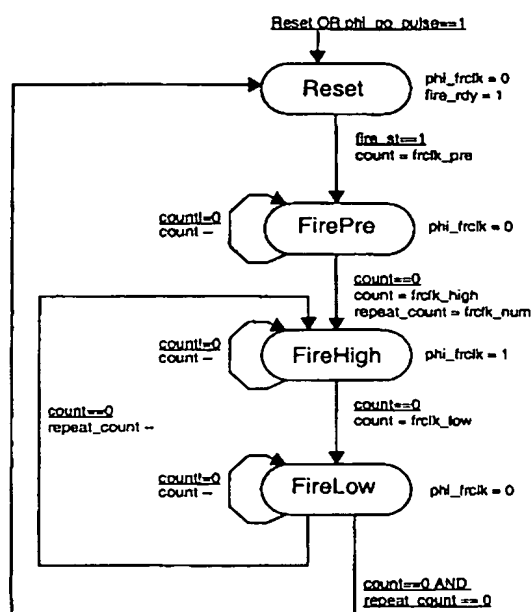 Reset OR phi_po_pulse==1
Reset
phi_frclk = 0
fire_rdy = 1
fire_st==1
count = frclk_pre
count!=0
count --
FirePre
phi_frclk = 0
count==0
count = frclk_high
repeat_count = frclk_num
count!=0
count --
FireHigh
phi_frclk = 1
count==0
repeat_count --
count==0
count = frclk_low
count!=0
count --
FireLow
phi_frclk = 0
count==0 AND
repeat_count == 0